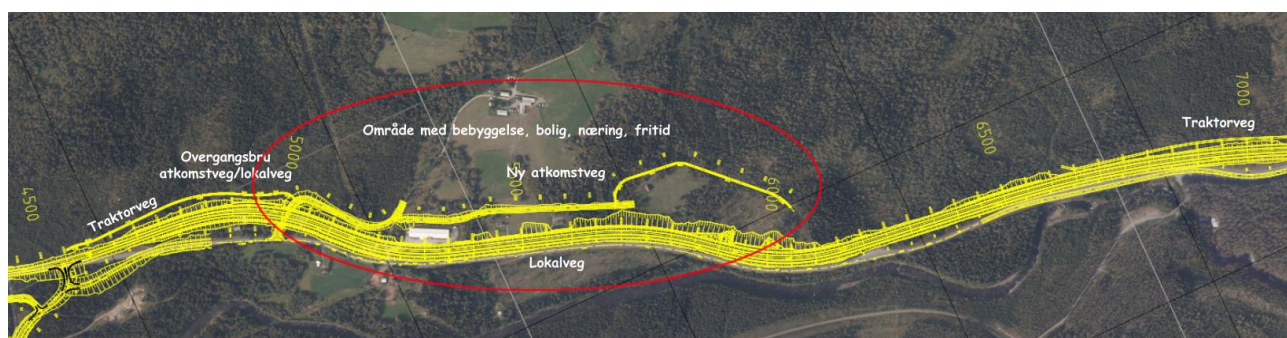 4500
Traktorveg
Overgangsbru
atkomstveg/lokalveg
5000
Område med bebyggelse, bolig, næring, fritid
Ny atkomstveg
Lokalveg
6000
6500
Traktorveg
7000